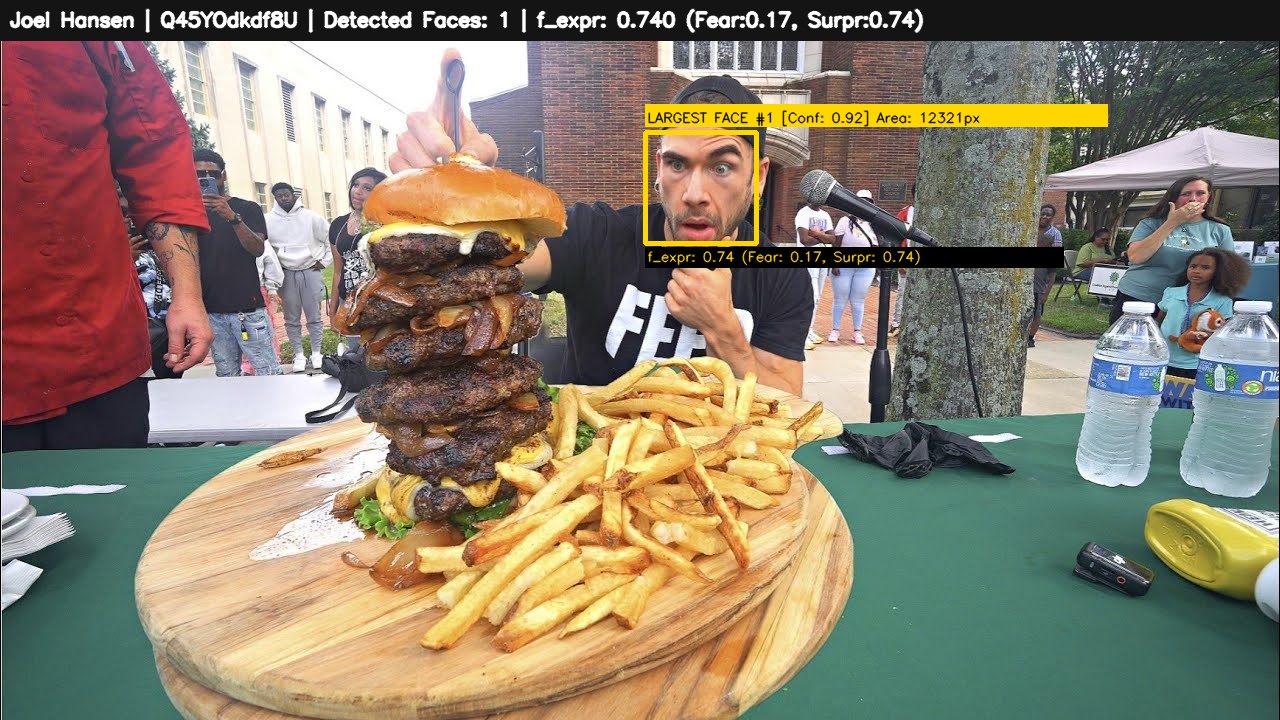 Joel Hansen | Q45YOdkdf8U | Detected Faces: 1 | f_expr: 0.740 (Fear:0.17, Surpr:0.74)
LARGEST FACE #1 [Conf: 0.92] Area: 12321px
f_expr: 0.74 (Fear: 0.17, Surpr: 0.74)